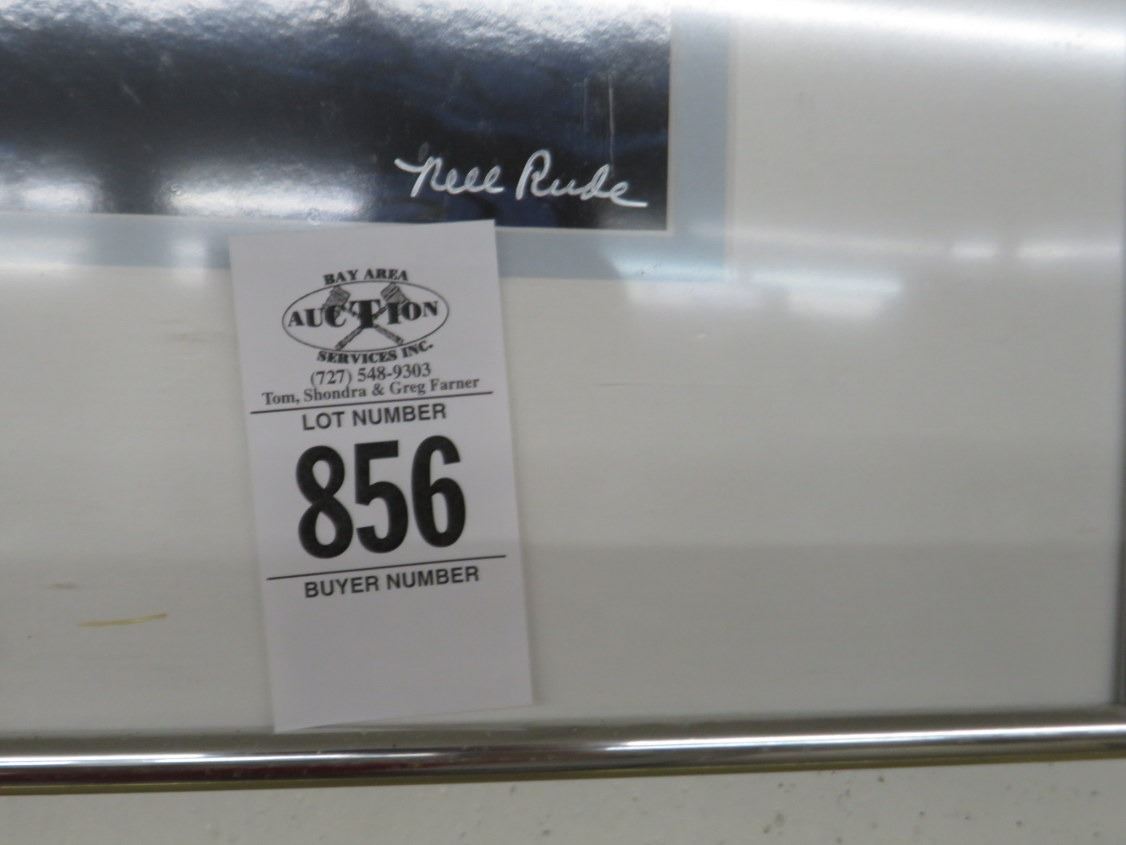 Nell Rude
BAY AREA
AUCTION
SERVICES INC.
(727) 548-9303
Tom, Shondra & Greg Farner
LOT NUMBER
856
BUYER NUMBER